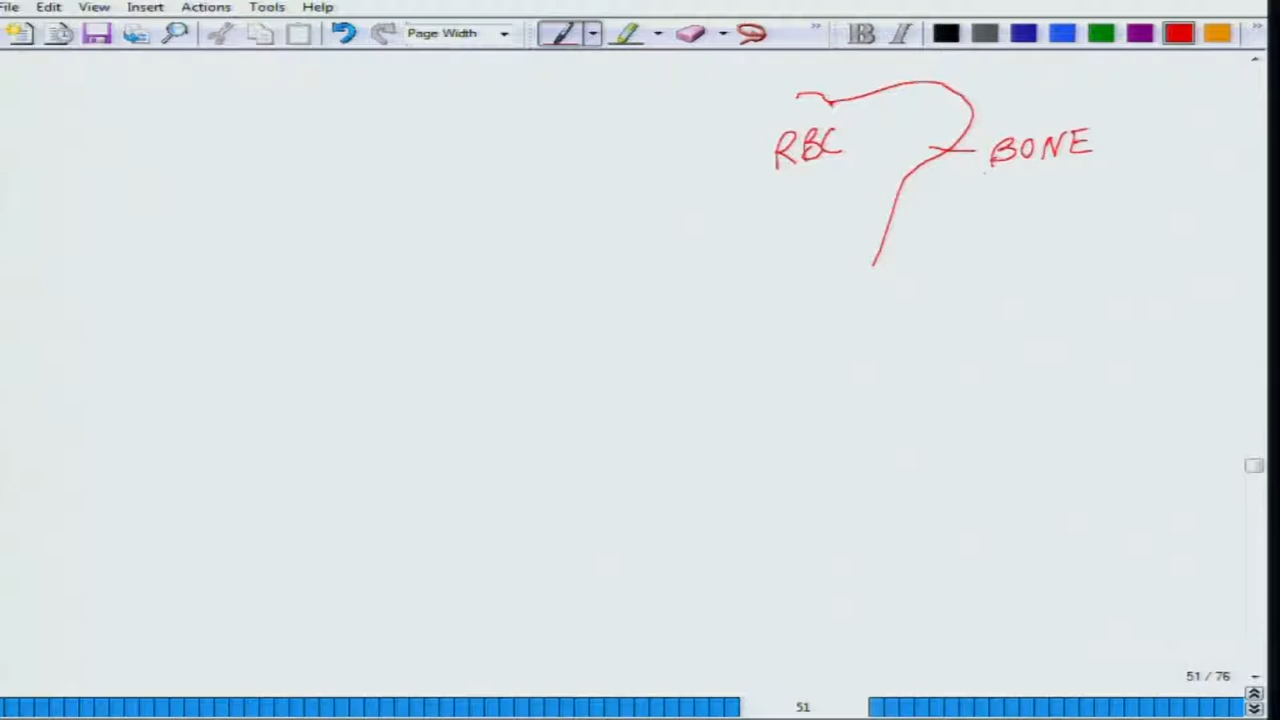 File Edit View Insert Actions Tools Help
Page Width
B I
RBC BONE
51 / 76
51